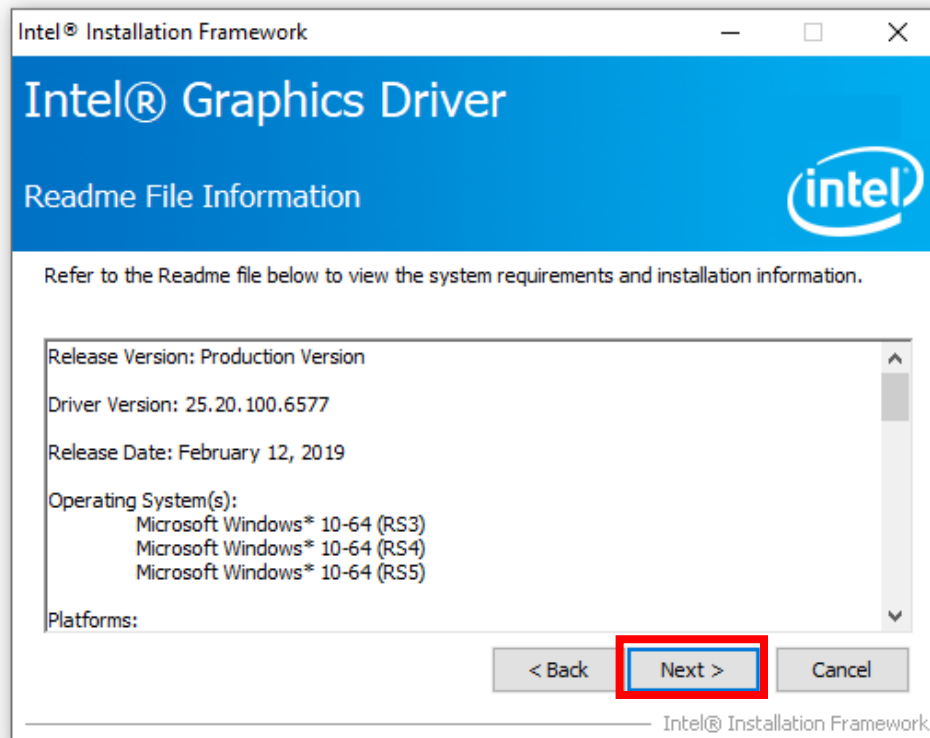 Intel® Installation Framework
Intel® Graphics Driver
Readme File Information
intel®
Refer to the Readme file below to view the system requirements and installation information.
Release Version: Production Version
Driver Version: 25.20.100.6577
Release Date: February 12, 2019
Operating System(s):
Microsoft Windows* 10-64 (RS3)
Microsoft Windows* 10-64 (RS4)
Microsoft Windows* 10-64 (RS5)
Platforms:
< Back Next > Cancel
Intel® Installation Framework